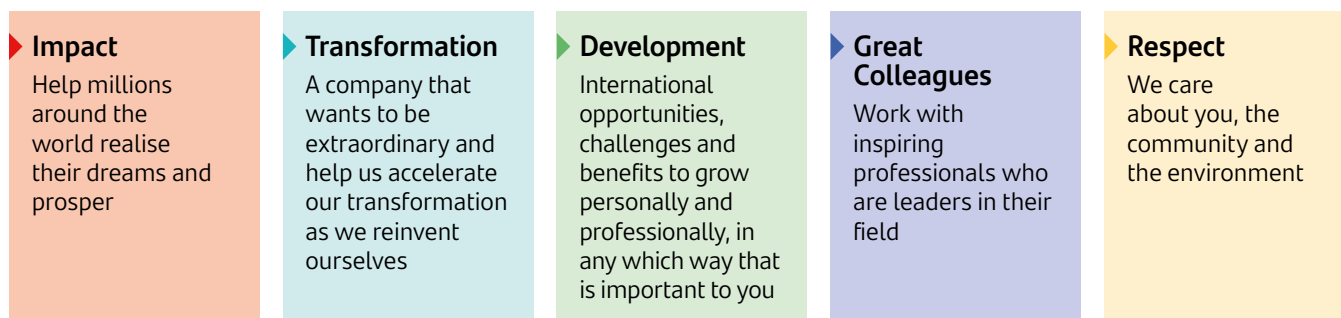 Impact
Help millions
around the
world realise
their dreams and
prosper
Transformation
A company that
wants to be
extraordinary and
help us accelerate
our transformation
as we reinvent
ourselves
Development
International
opportunities,
challenges and
benefits to grow
personally and
professionally, in
any which way that
is important to you
Great
Colleagues
Work with
inspiring
professionals who
are leaders in their
field
Respect
We care
about you, the
community and
the environment